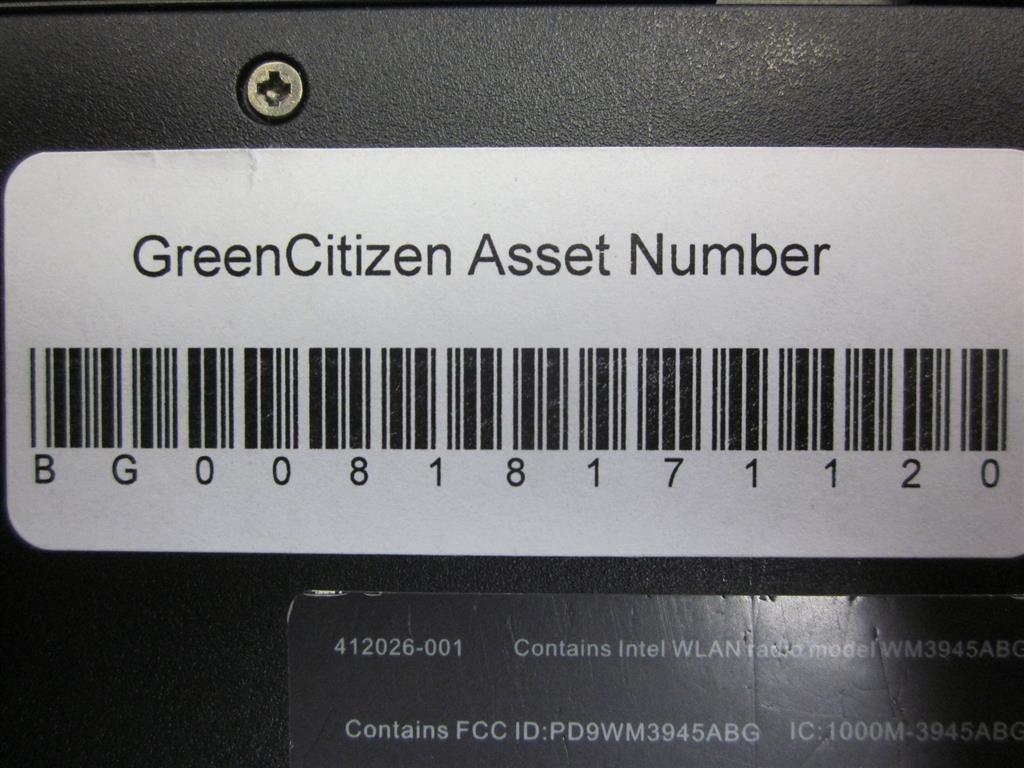 GreenCitizen Asset Number
B G 0 0 8 1 8 1 7 1 1 2 0
412026-001 Contains Intel WLAN radio model WM3945ABG
Contains FCC ID:PD9WM3945ABG IC:1000M-3945ABG